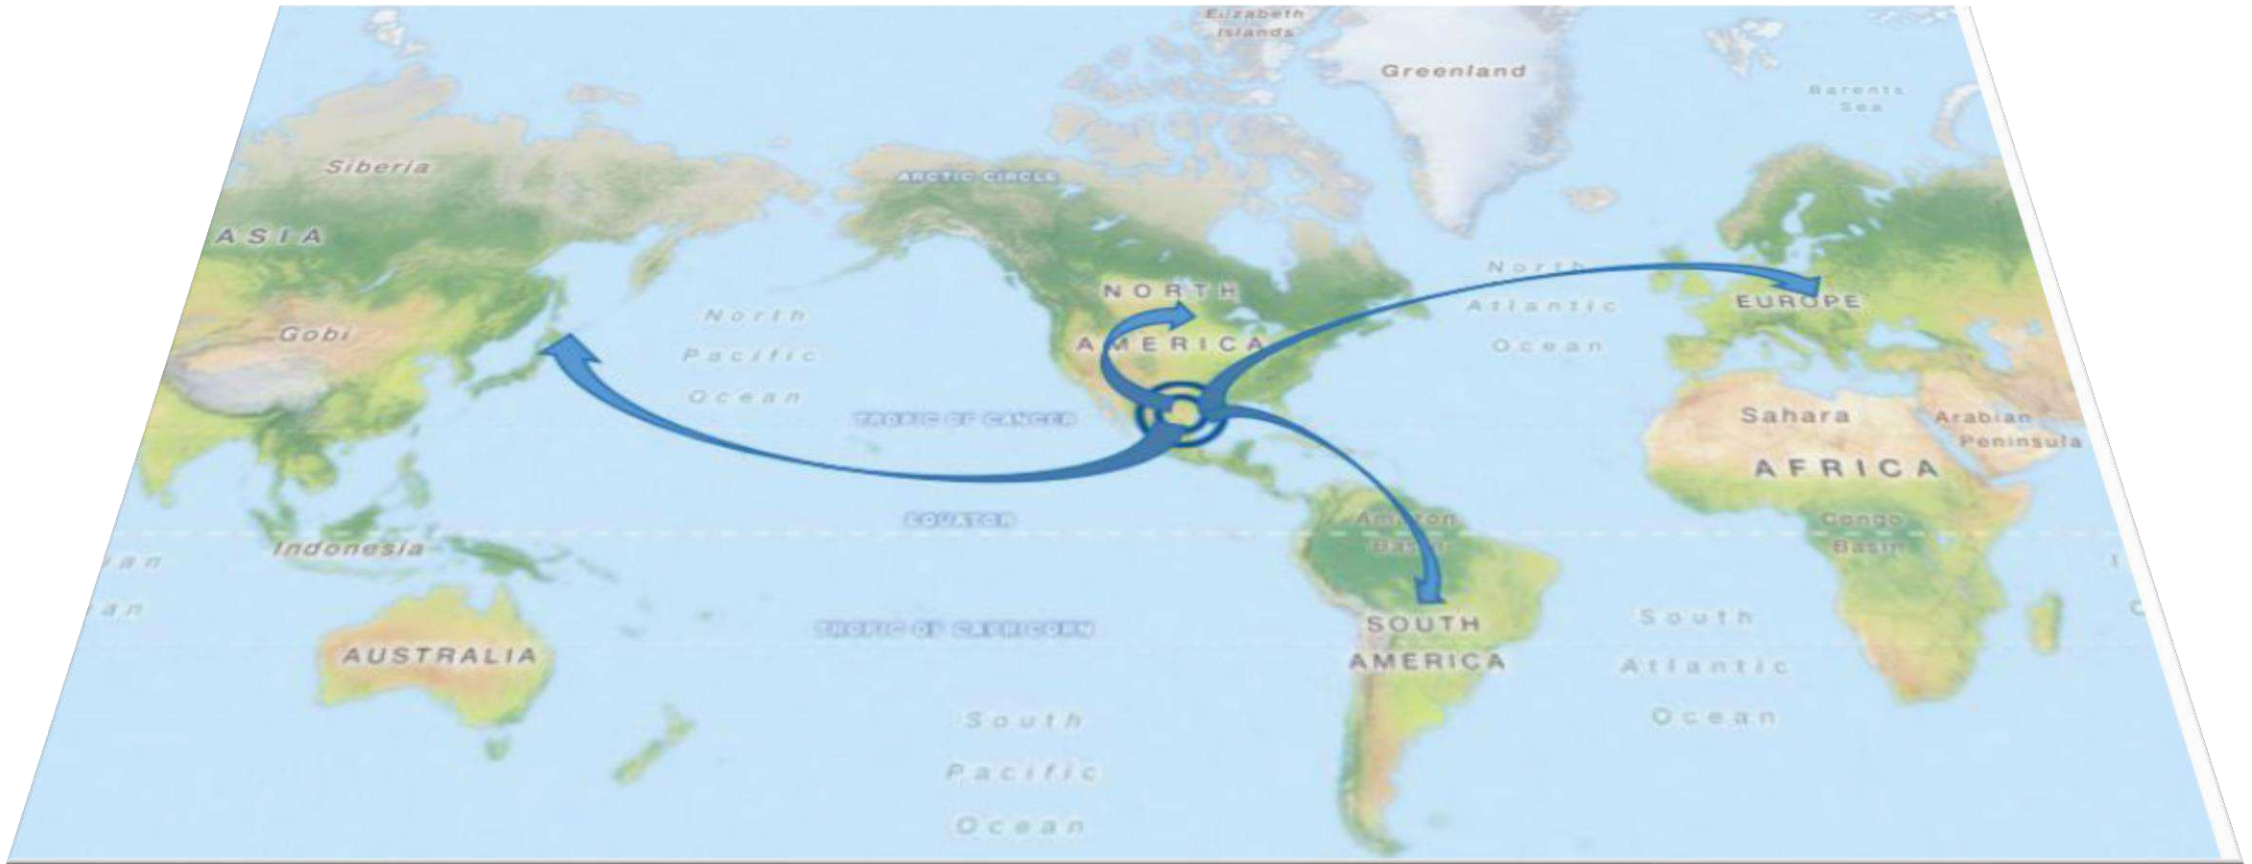 Elizabeth
Islands
Greenland
Barents
Sea
Siberia
ARCTIC CIRCLE
ASIA
NORTH
AMERICA
North
Atlantic
Ocean
EUROPE
Gobi
North
Pacific
Ocean
TROPIC OF CANCER
Sahara
Arabian
Peninsula
AFRICA
EQUATOR
Amazon
Basin
Congo
Basin
Indonesia
an
an
AUSTRALIA
TROPIC OF CAPRICORN
SOUTH
AMERICA
South
Atlantic
Ocean
South
Pacific
Ocean